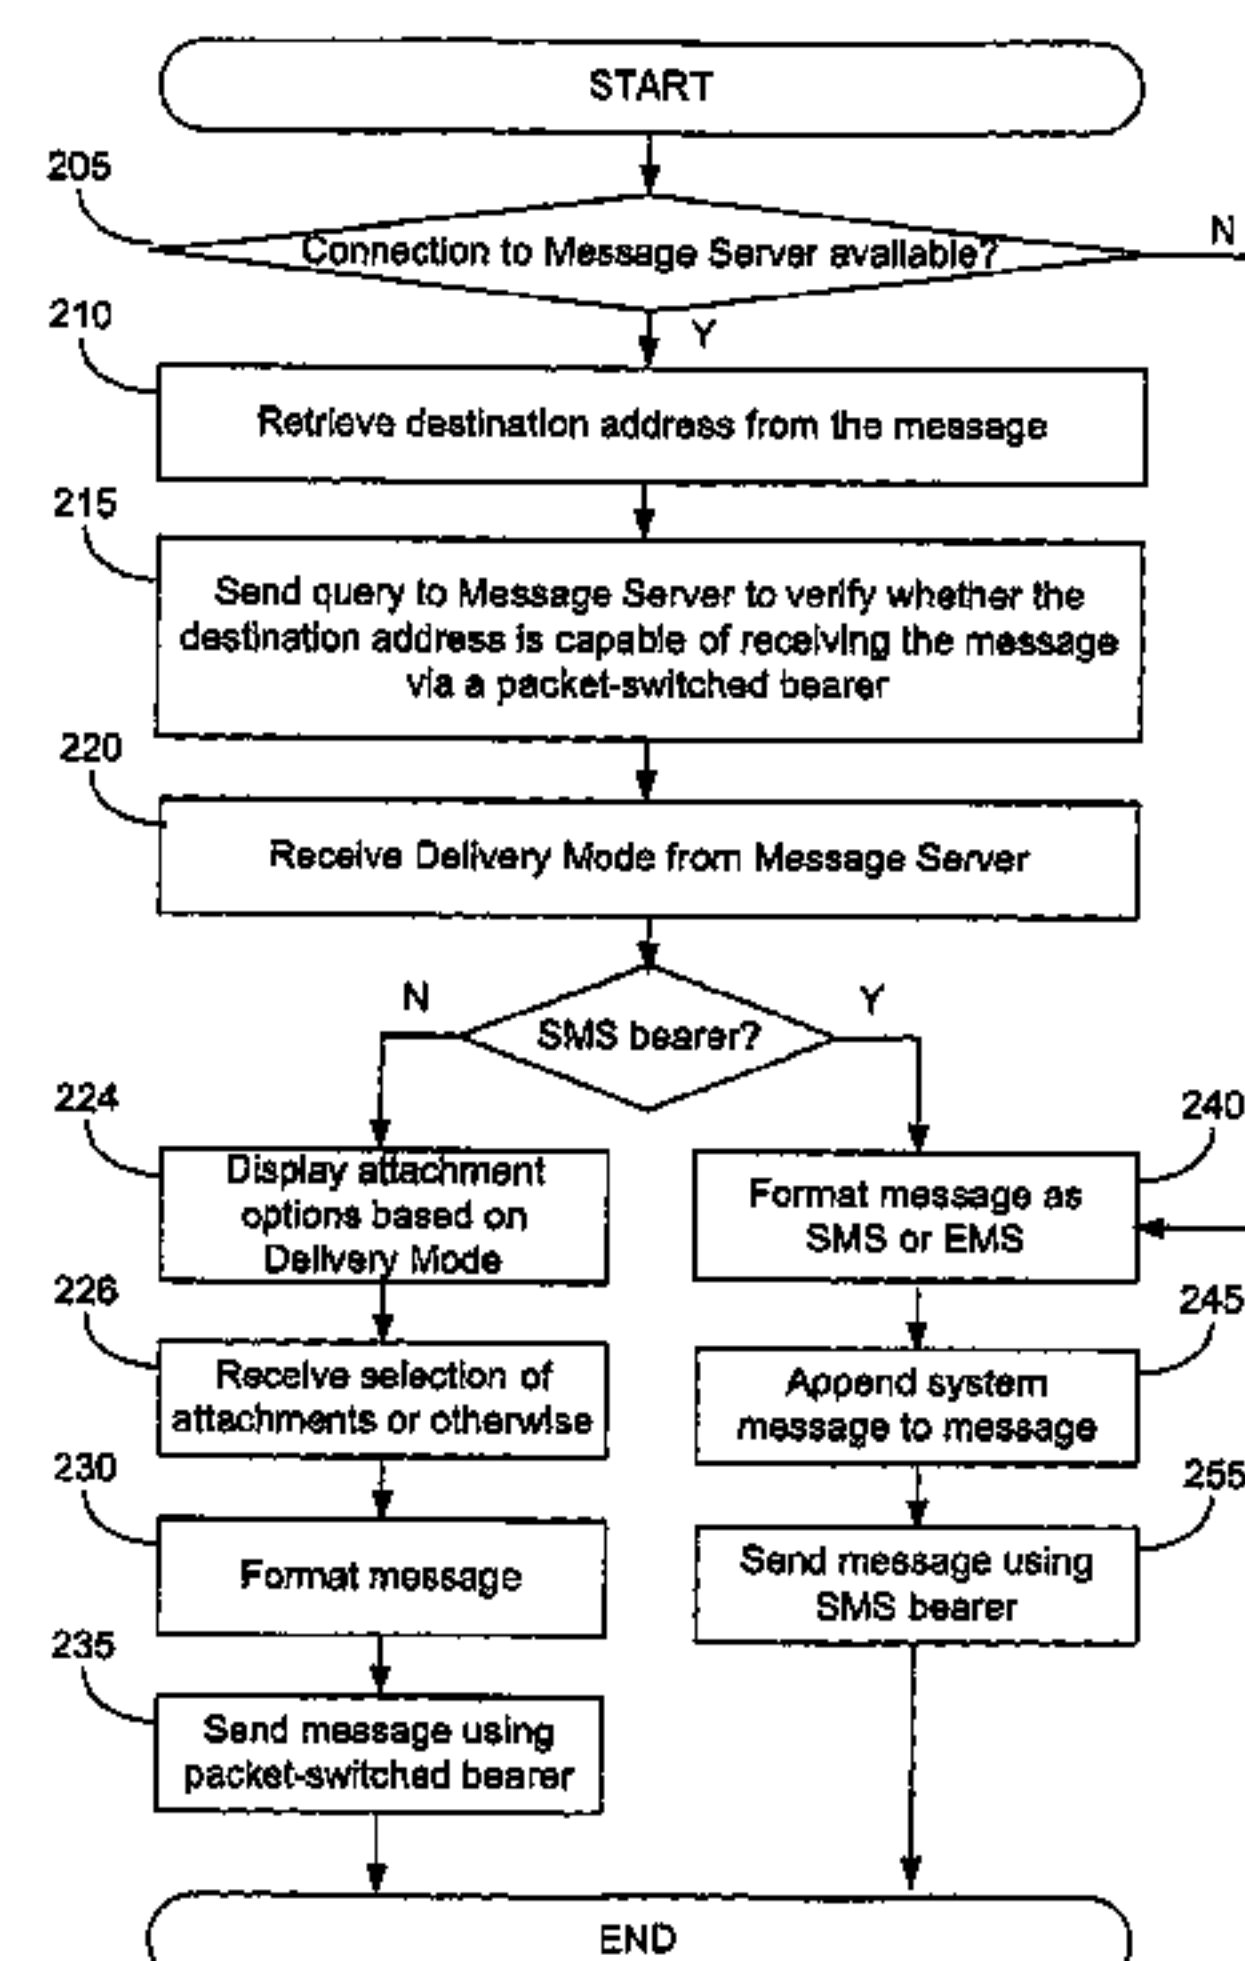 START
205
Connection to Message Server available?
N
210
Y
Retrieve destination address from the message
215
Send query to Message Server to verify whether the
destination address is capable of receiving the message
via a packet-switched bearer
220
Receive Delivery Mode from Message Server
N
Y
SMS bearer?
224
Display attachment
options based on
Delivery Mode
240
Format message as
SMS or EMS
226
Receive selection of
attachments or otherwise
245
Append system
message to message
230
Format message
255
Send message using
SMS bearer
235
Send message using
packet-switched bearer
END